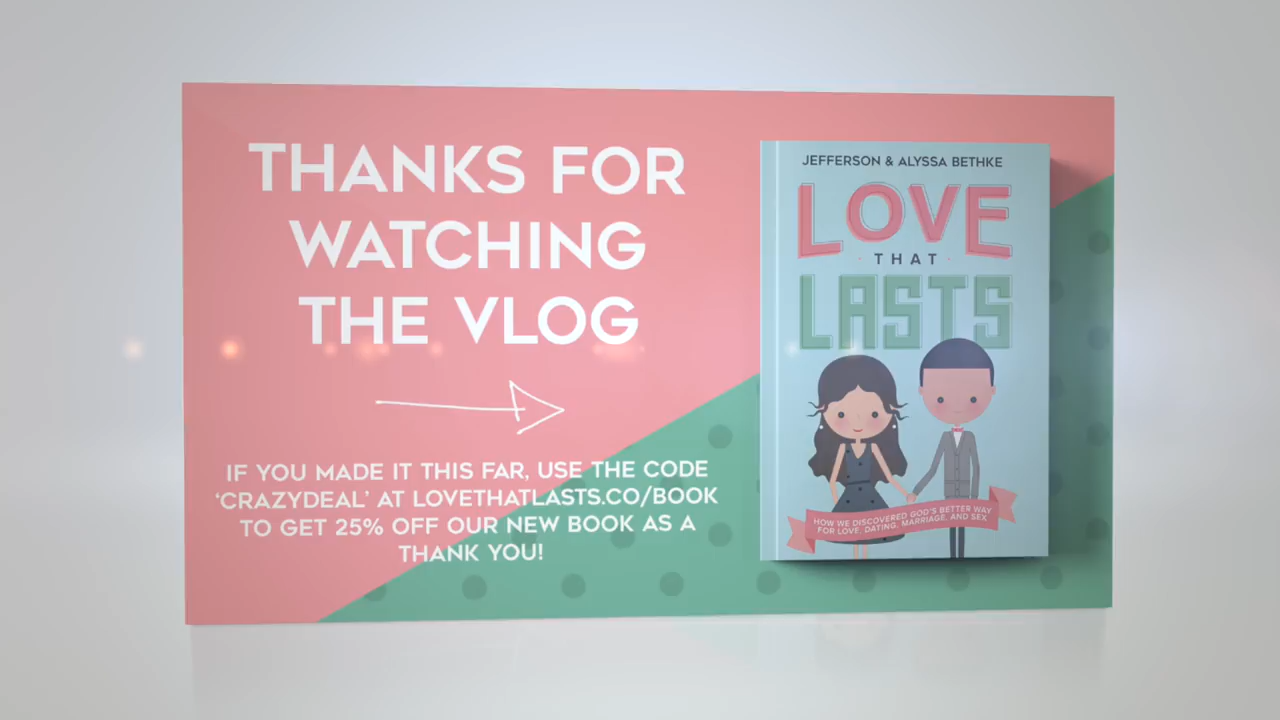 THANKS FOR
WATCHING
THE VLOG
IF YOU MADE IT THIS FAR, USE THE CODE
‘CRAZYDEAL’ AT LOVETHATLASTS.CO/BOOK
TO GET 25% OFF OUR NEW BOOK AS A
THANK YOU!
JEFFERSON & ALYSSA BETHKE
LOVE
THAT
LASTS
HOW WE DISCOVERED GOD'S BETTER WAY
FOR LOVE, DATING, MARRIAGE, AND SEX